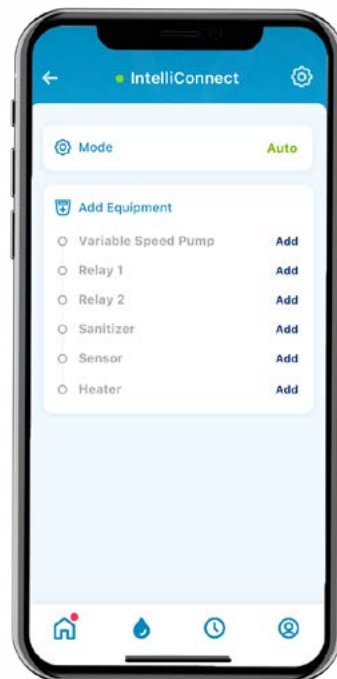 IntelliConnect
Mode Auto
Add Equipment
Variable Speed Pump Add
Relay 1 Add
Relay 2 Add
Sanitizer Add
Sensor Add
Heater Add